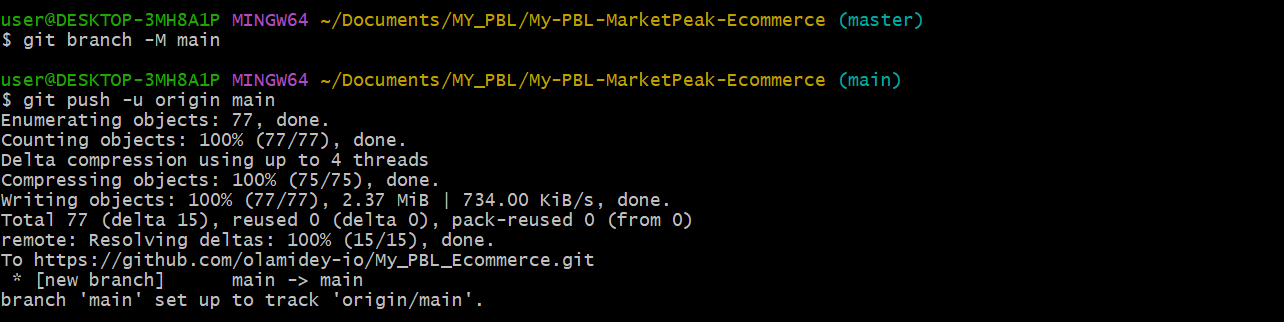 user@DESKTOP-3MH8A1P MINGW64 ~/Documents/MY_PBL/My-PBL-MarketPeak-Ecommerce (master)
$ git branch -M main
user@DESKTOP-3MH8A1P MINGW64 ~/Documents/MY_PBL/My-PBL-MarketPeak-Ecommerce (main)
$ git push -u origin main
Enumerating objects: 77, done.
Counting objects: 100% (77/77), done.
Delta compression using up to 4 threads
Compressing objects: 100% (75/75), done.
Writing objects: 100% (77/77), 2.37 MiB | 734.00 KiB/s, done.
Total 77 (delta 15), reused 0 (delta 0), pack-reused 0 (from 0)
remote: Resolving deltas: 100% (15/15), done.
To https://github.com/olamidey-io/My_PBL_Ecommerce.git
 * [new branch]      main -> main
branch 'main' set up to track 'origin/main'.